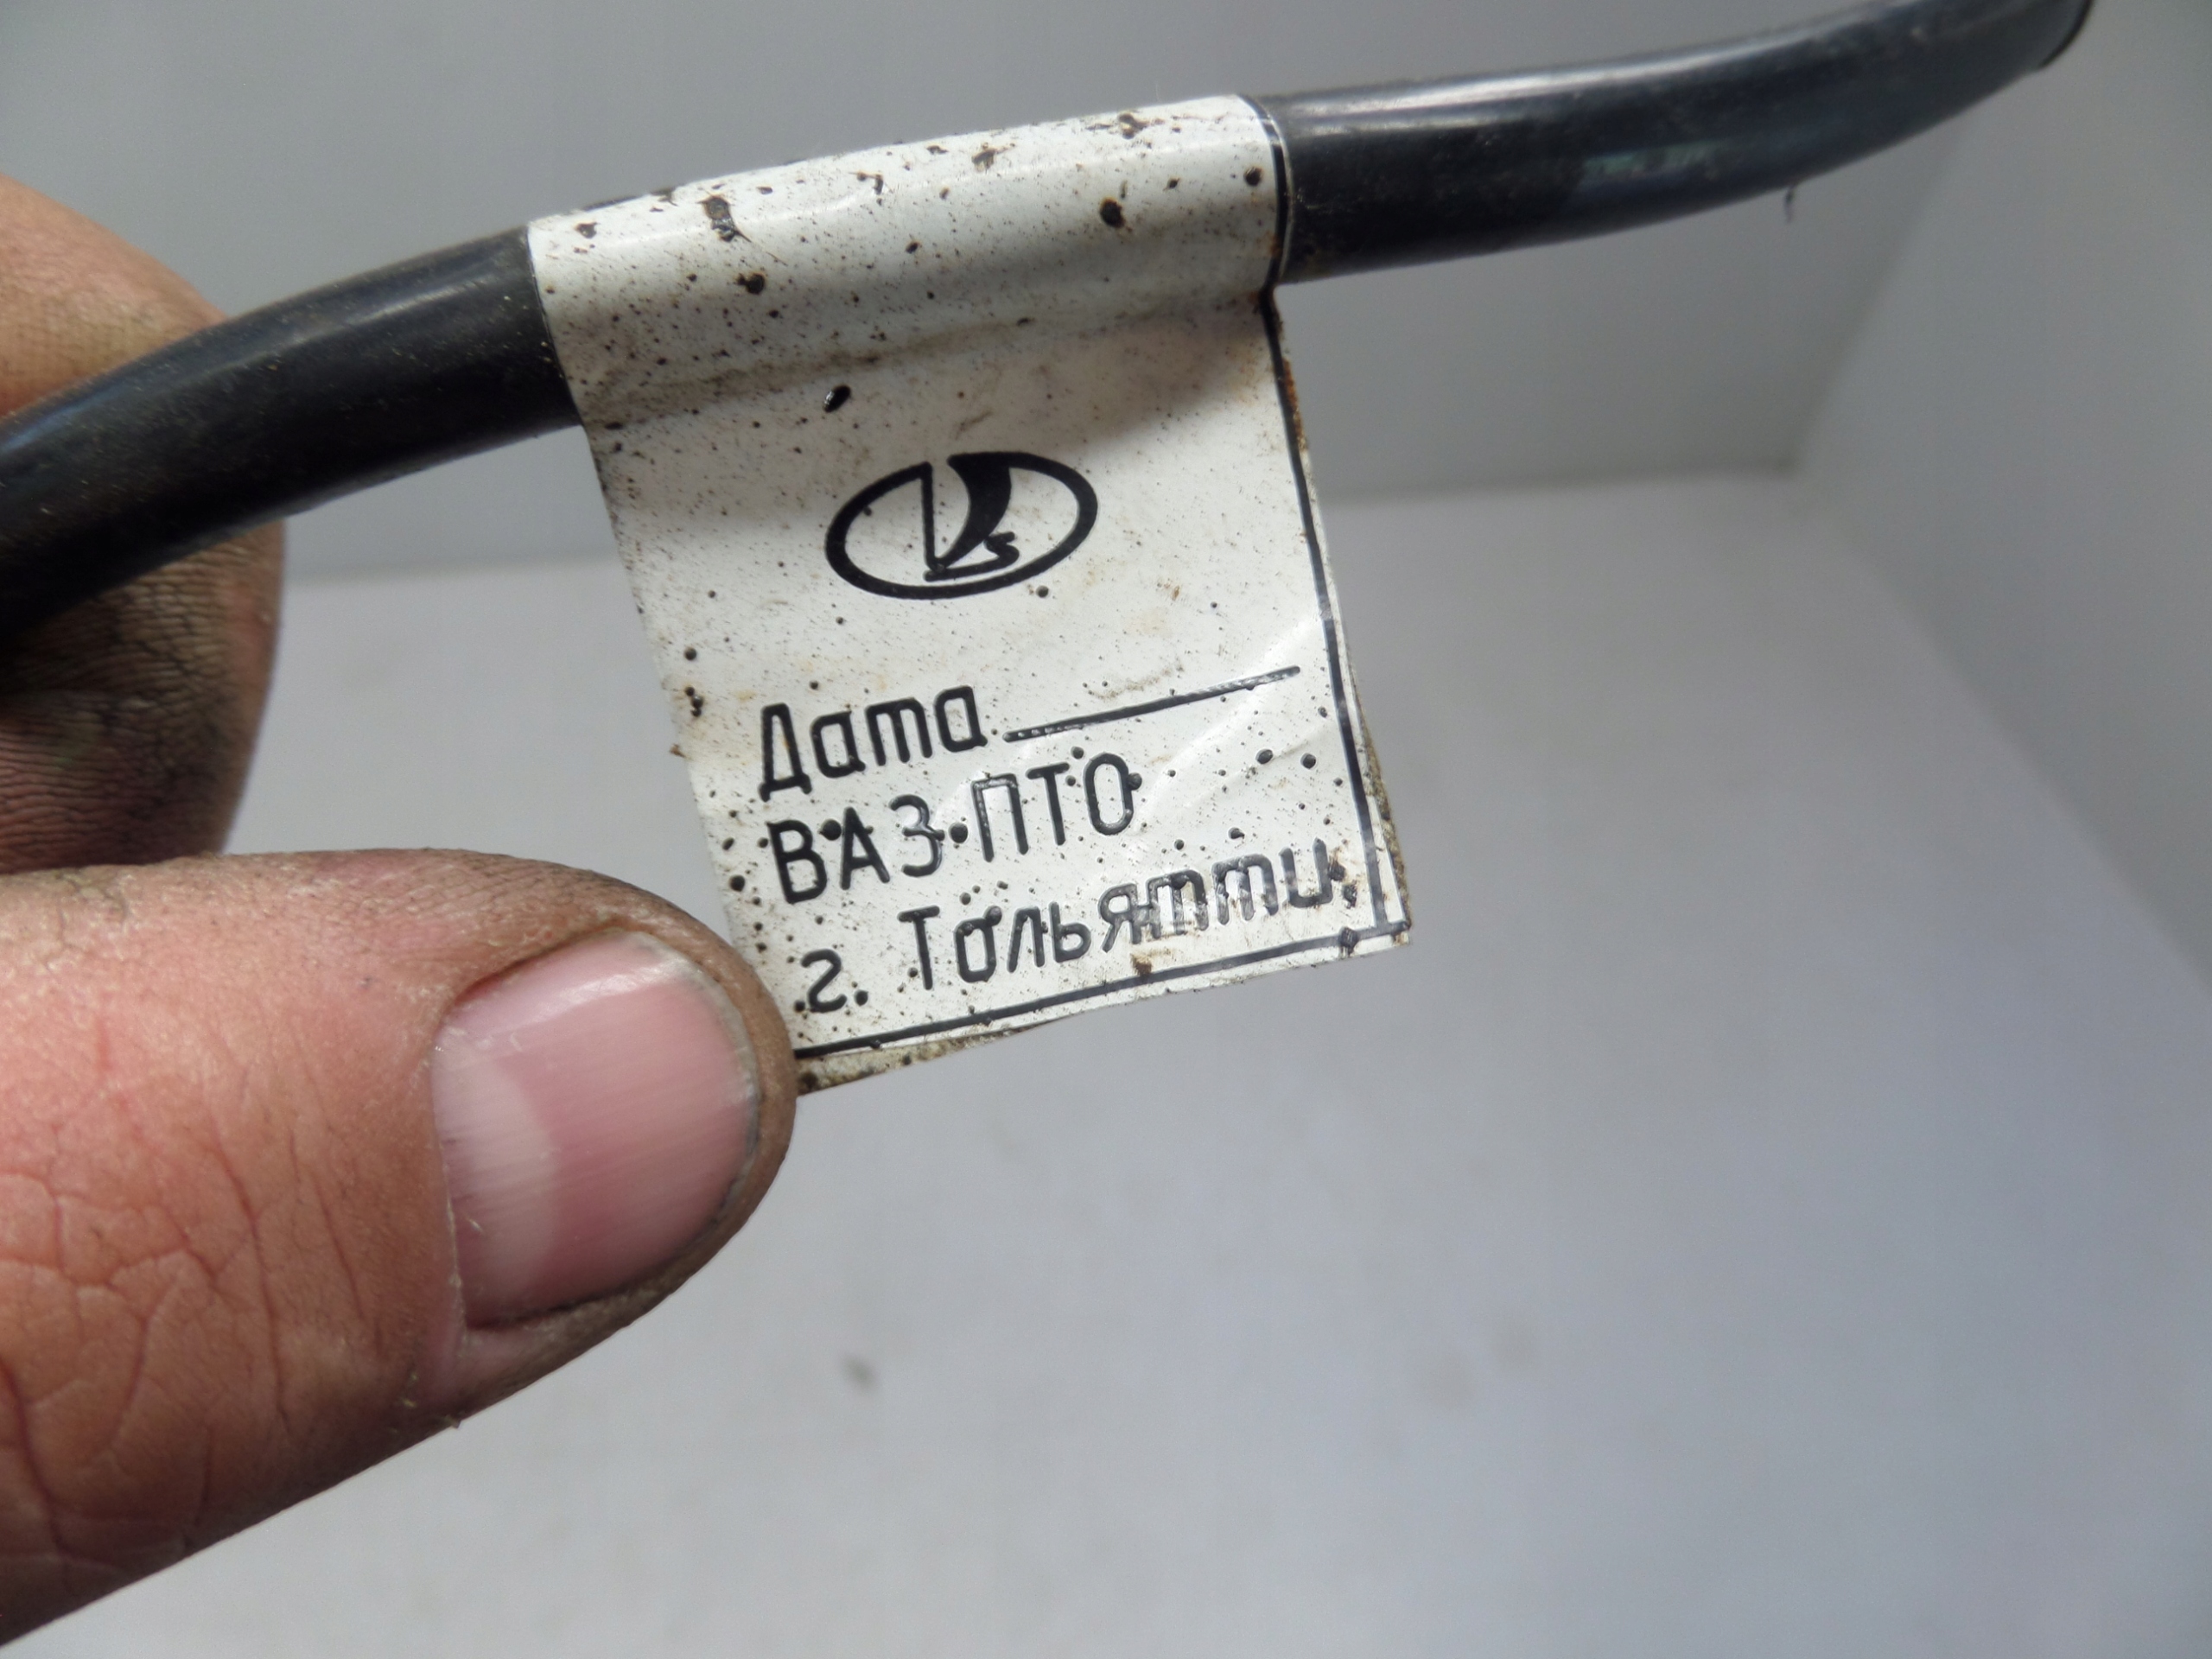 Дата
ВАЗ ПТО
г. Тольятти,